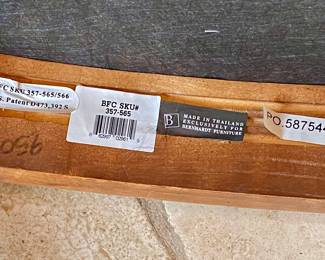 FC SKU 357-565/566
S. Patent D473,392 S
BFC SKU#
357-565
B
MADE IN THAILAND
EXCLUSIVELY FOR
BERNHARDT FURNITURE
PO.587544